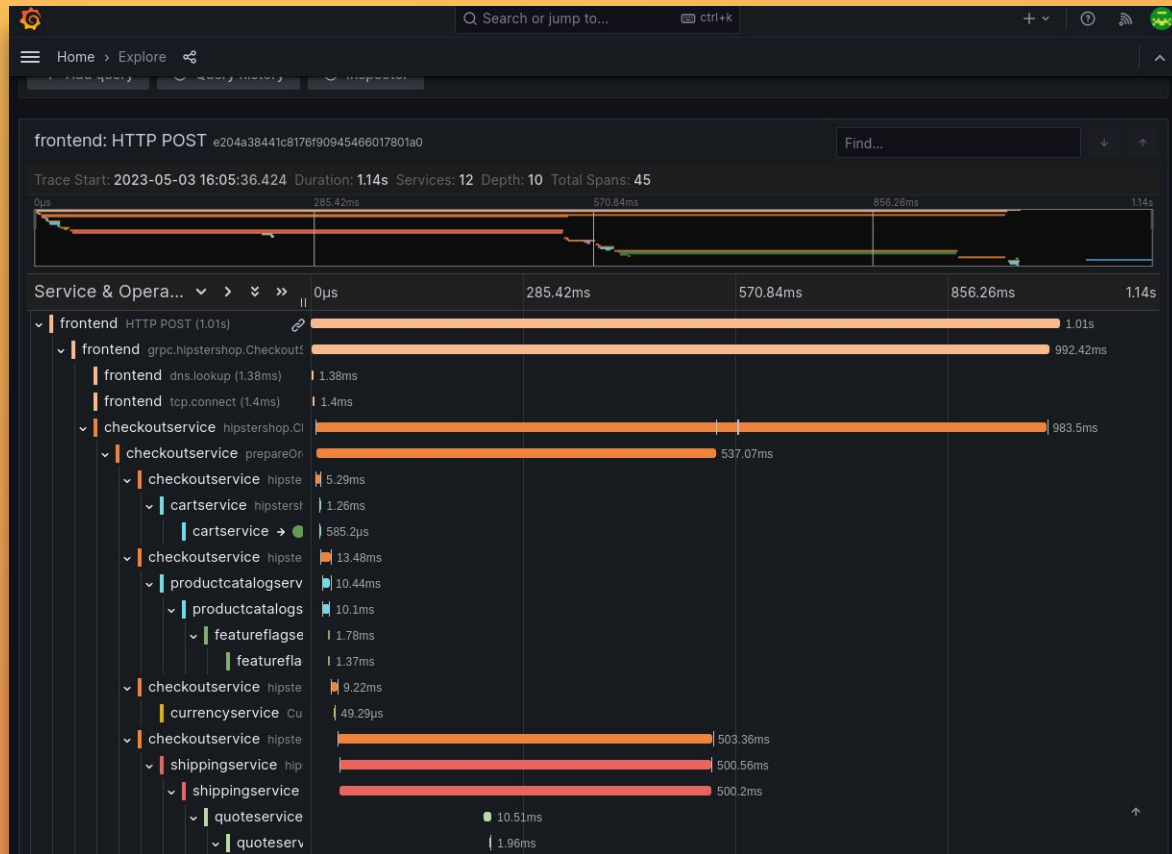 Search or jump to... ctrl+k
Home › Explore
Add query Query history Inspector
frontend: HTTP POST e204a38441c8176f90945466017801a0 Find...
Trace Start: 2023-05-03 16:05:36.424 Duration: 1.14s Services: 12 Depth: 10 Total Spans: 45
0µs 285.42ms 570.84ms 856.26ms 1.14s
Service & Opera... 0µs 285.42ms 570.84ms 856.26ms 1.14s
frontend HTTP POST (1.01s) 1.01s
frontend grpc.hipstershop.CheckoutS 992.42ms
frontend dns.lookup (1.38ms) 1.38ms
frontend tcp.connect (1.4ms) 1.4ms
checkoutservice hipstershop.Cl 983.5ms
checkoutservice prepareOr 537.07ms
checkoutservice hipste 5.29ms
cartservice hipstersh 1.26ms
cartservice → 585.2µs
checkoutservice hipste 13.48ms
productcatalogserv 10.44ms
productcatalogs 10.1ms
featureflagse 1.78ms
featurefla 1.37ms
checkoutservice hipste 9.22ms
currencyservice Cu 49.29µs
checkoutservice hipste 503.36ms
shippingservice hip 500.56ms
shippingservice 500.2ms
quoteservice 10.51ms
quoteserv 1.96ms